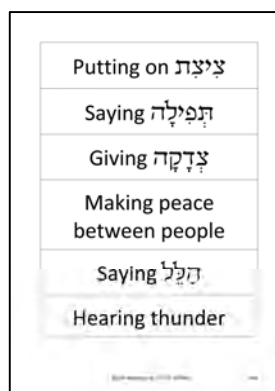 Putting on צִיצִת
Saying תְּפִילָה
Giving צְדָקָה
Making peace
between people
Saying הַלֵּל
Hearing thunder